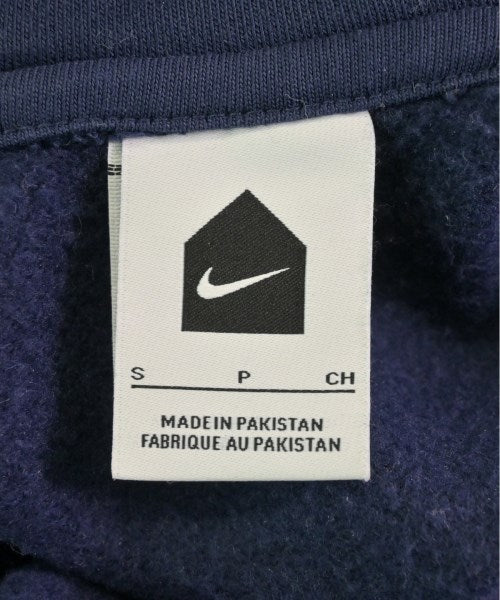 S P CH
MADE IN PAKISTAN
FABRIQUE AU PAKISTAN